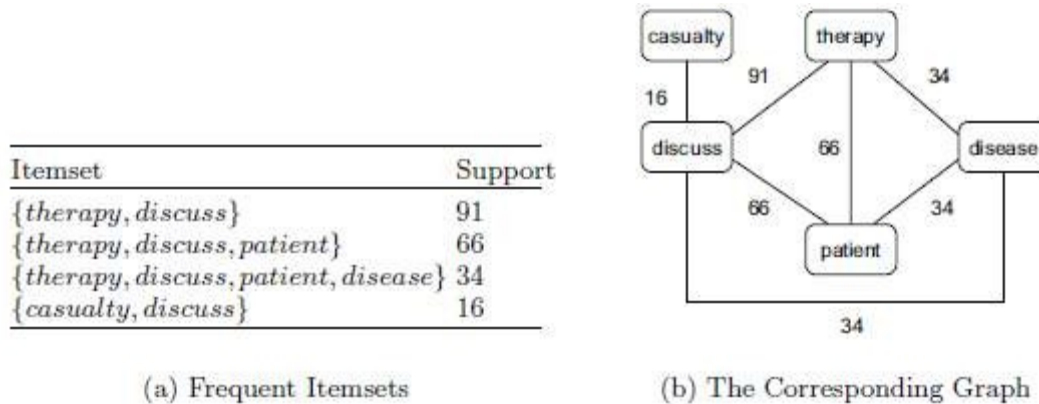 Itemset Support
{therapy, discuss} 91
{therapy, discuss, patient} 66
{therapy, discuss, patient, disease} 34
{casualty, discuss} 16
(a) Frequent Itemsets
casualty therapy
91 34
16
discuss 66 disease
66 34
patient
34
(b) The Corresponding Graph